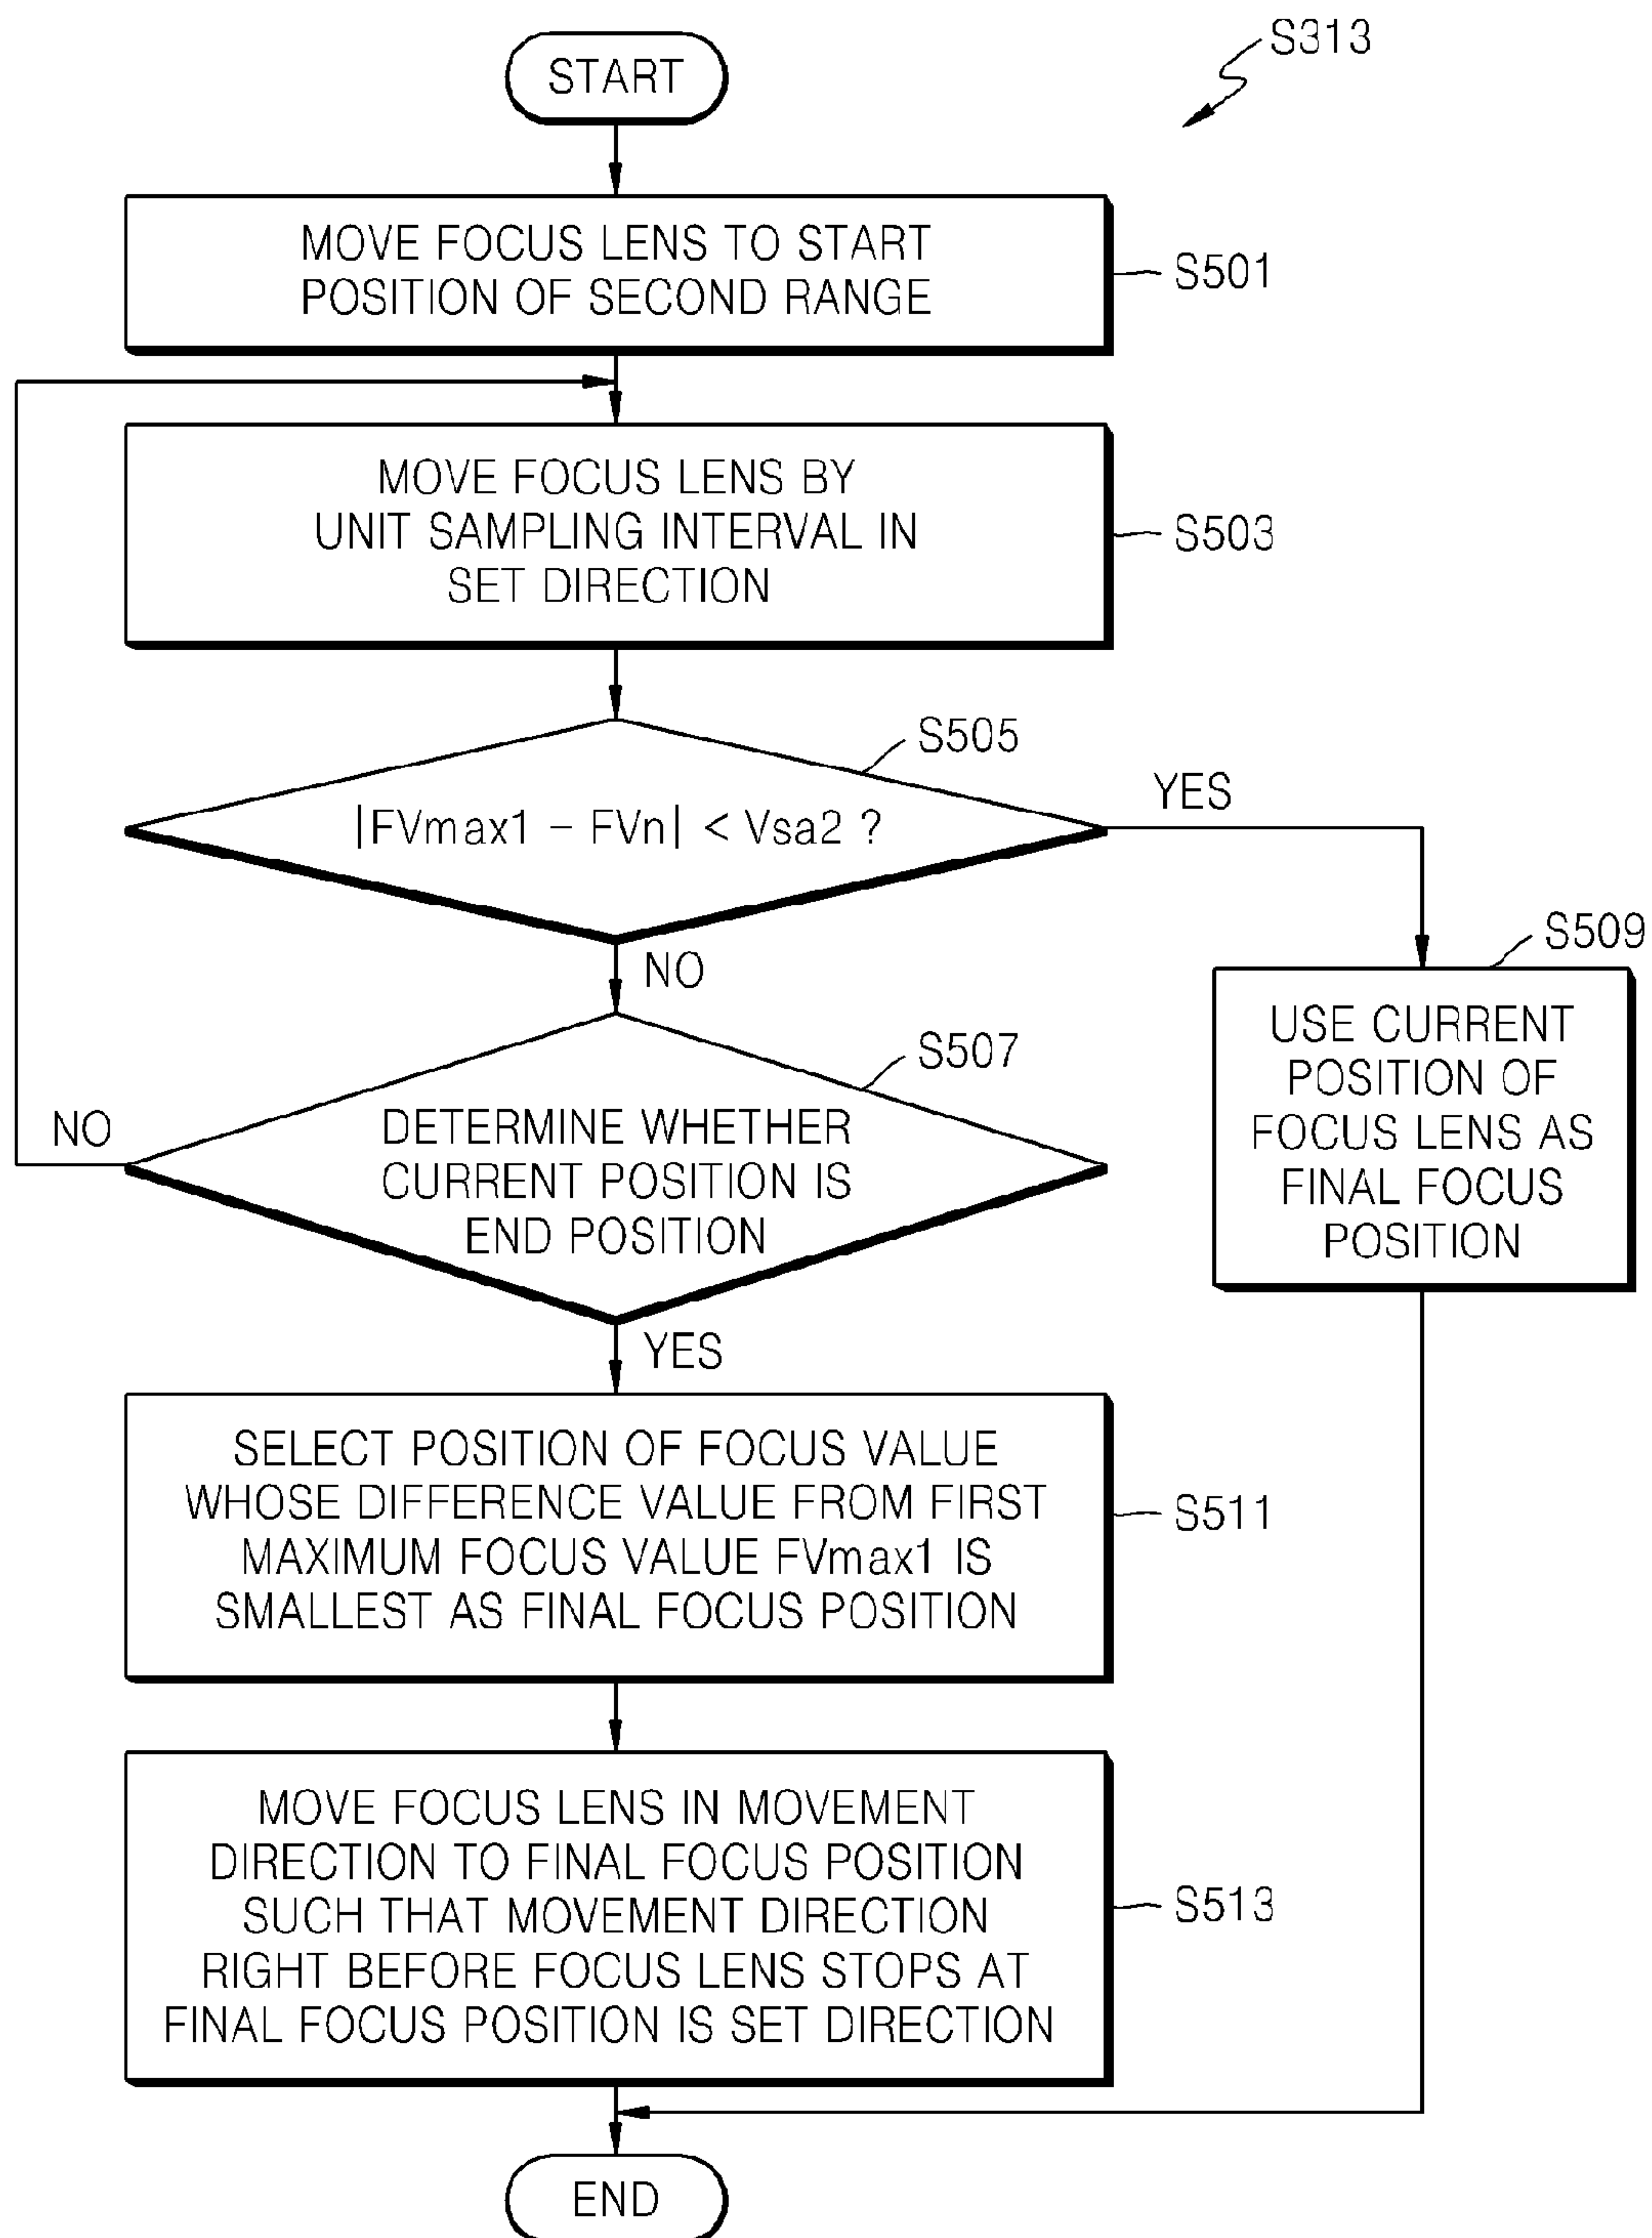 START
S313
MOVE FOCUS LENS TO START
POSITION OF SECOND RANGE
S501
MOVE FOCUS LENS BY
UNIT SAMPLING INTERVAL IN
SET DIRECTION
S503
S505
|FVmax1 – FVn| < Vsa2 ?
YES
NO
S509
USE CURRENT
POSITION OF
FOCUS LENS AS
FINAL FOCUS
POSITION
S507
DETERMINE WHETHER
CURRENT POSITION IS
END POSITION
NO
YES
SELECT POSITION OF FOCUS VALUE
WHOSE DIFFERENCE VALUE FROM FIRST
MAXIMUM FOCUS VALUE FVmax1 IS
SMALLEST AS FINAL FOCUS POSITION
S511
MOVE FOCUS LENS IN MOVEMENT
DIRECTION TO FINAL FOCUS POSITION
SUCH THAT MOVEMENT DIRECTION
RIGHT BEFORE FOCUS LENS STOPS AT
FINAL FOCUS POSITION IS SET DIRECTION
S513
END